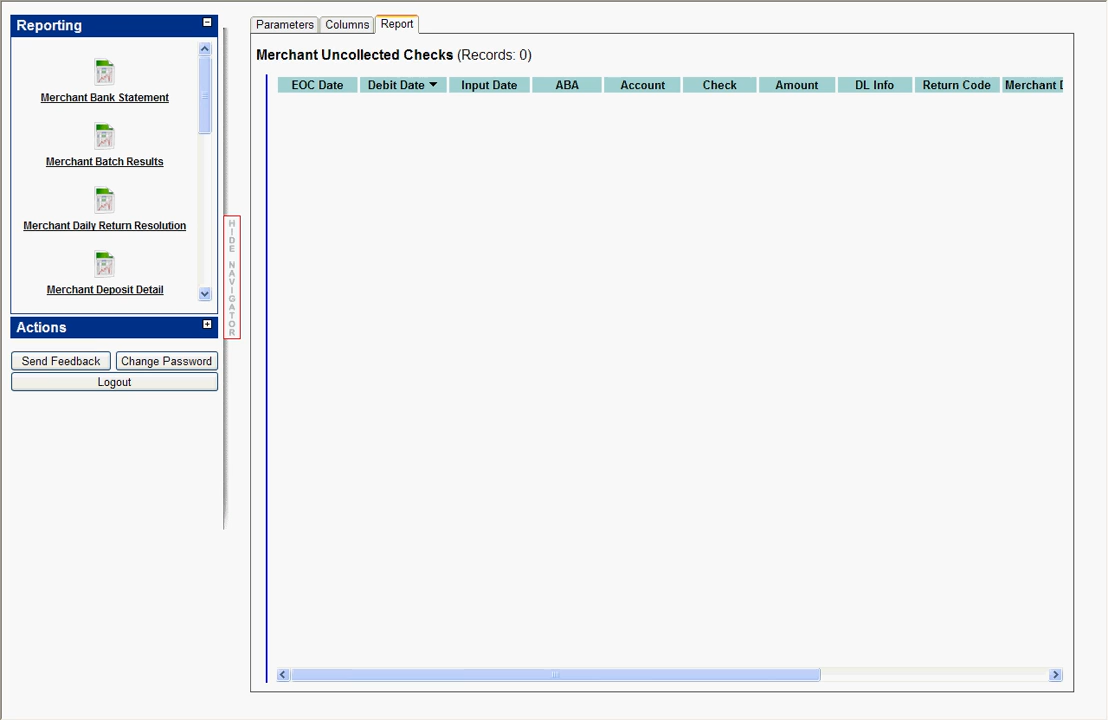 Reporting
Merchant Bank Statement
Merchant Batch Results
Merchant Daily Return Resolution
Merchant Deposit Detail
Actions
Send Feedback Change Password
Logout
HIDE NAVIGATOR
Parameters Columns Report
Merchant Uncollected Checks (Records: 0)
EOC Date Debit Date Input Date ABA Account Check Amount DL Info Return Code Merchant D